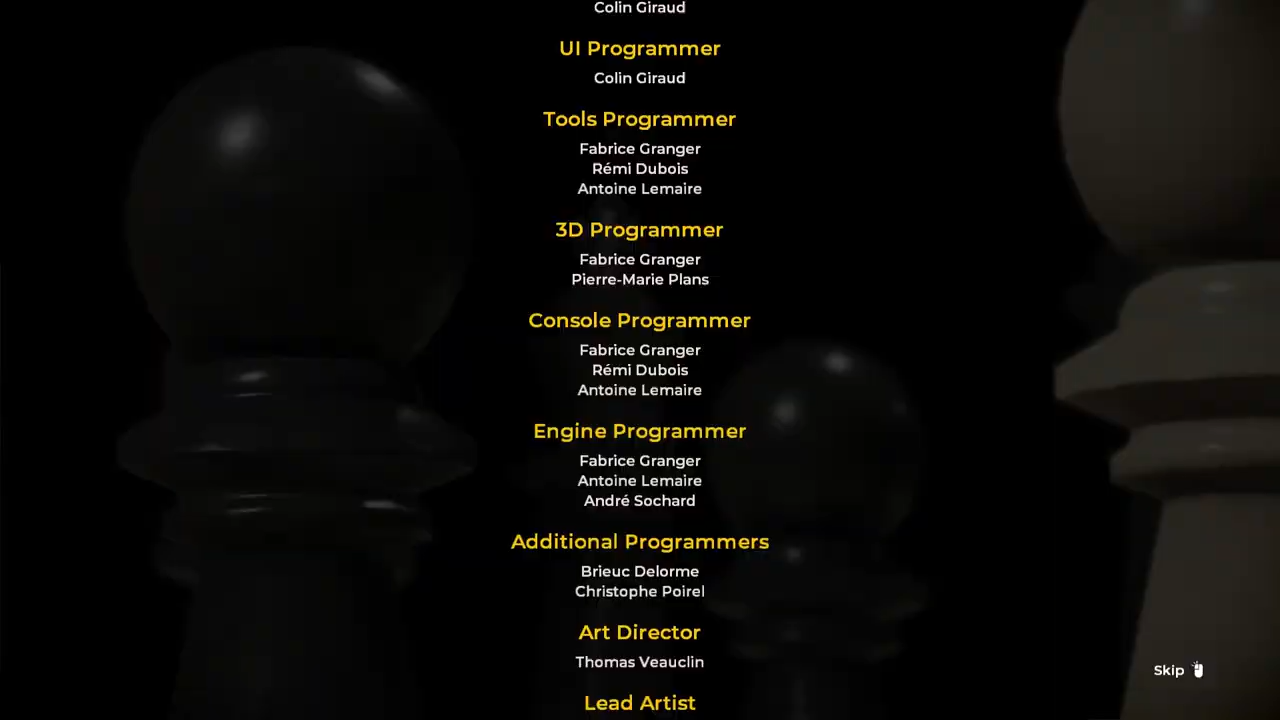 Colin Giraud
UI Programmer
Colin Giraud
Tools Programmer
Fabrice Granger
Rémi Dubois
Antoine Lemaire
3D Programmer
Fabrice Granger
Pierre-Marie Plans
Console Programmer
Fabrice Granger
Rémi Dubois
Antoine Lemaire
Engine Programmer
Fabrice Granger
Antoine Lemaire
André Sochard
Additional Programmers
Brieuc Delorme
Christophe Poirel
Art Director
Thomas Veauclin
Skip
Lead Artist